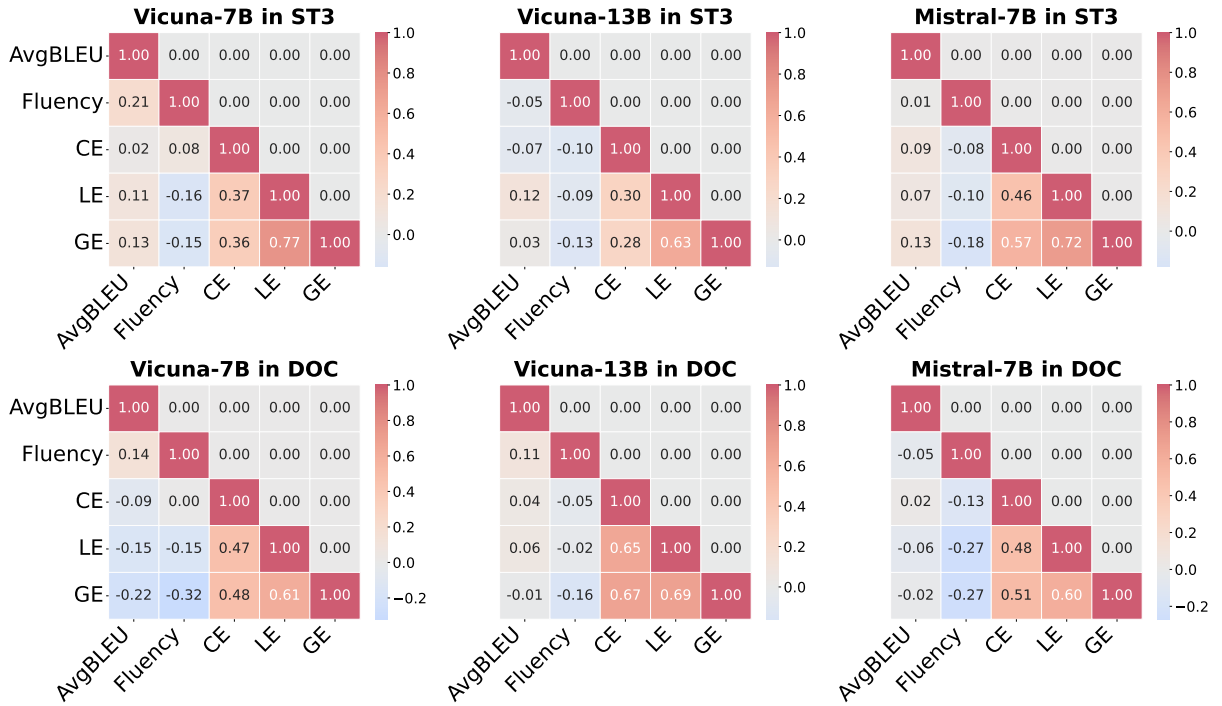 Vicuna-7B in ST3
AvgBLEU 1.00 0.00 0.00 0.00 0.00
Fluency 0.21 1.00 0.00 0.00 0.00
CE 0.02 0.08 1.00 0.00 0.00
LE 0.11 -0.16 0.37 1.00 0.00
GE 0.13 -0.15 0.36 0.77 1.00
AvgBLEU Fluency CE LE GE
1.0
0.8
0.6
0.4
0.2
0.0
Vicuna-13B in ST3
1.00 0.00 0.00 0.00 0.00
-0.05 1.00 0.00 0.00 0.00
-0.07 -0.10 1.00 0.00 0.00
0.12 -0.09 0.30 1.00 0.00
0.03 -0.13 0.28 0.63 1.00
AvgBLEU Fluency CE LE GE
1.0
0.8
0.6
0.4
0.2
0.0
Mistral-7B in ST3
1.00 0.00 0.00 0.00 0.00
0.01 1.00 0.00 0.00 0.00
0.09 -0.08 1.00 0.00 0.00
0.07 -0.10 0.46 1.00 0.00
0.13 -0.18 0.57 0.72 1.00
AvgBLEU Fluency CE LE GE
1.0
0.8
0.6
0.4
0.2
0.0
Vicuna-7B in DOC
AvgBLEU 1.00 0.00 0.00 0.00 0.00
Fluency 0.14 1.00 0.00 0.00 0.00
CE -0.09 0.00 1.00 0.00 0.00
LE -0.15 -0.15 0.47 1.00 0.00
GE -0.22 -0.32 0.48 0.61 1.00
AvgBLEU Fluency CE LE GE
1.0
0.8
0.6
0.4
0.2
0.0
−0.2
Vicuna-13B in DOC
1.00 0.00 0.00 0.00 0.00
0.11 1.00 0.00 0.00 0.00
0.04 -0.05 1.00 0.00 0.00
0.06 -0.02 0.65 1.00 0.00
-0.01 -0.16 0.67 0.69 1.00
AvgBLEU Fluency CE LE GE
1.0
0.8
0.6
0.4
0.2
0.0
Mistral-7B in DOC
1.00 0.00 0.00 0.00 0.00
-0.05 1.00 0.00 0.00 0.00
0.02 -0.13 1.00 0.00 0.00
-0.06 -0.27 0.48 1.00 0.00
-0.02 -0.27 0.51 0.60 1.00
AvgBLEU Fluency CE LE GE
1.0
0.8
0.6
0.4
0.2
0.0
−0.2